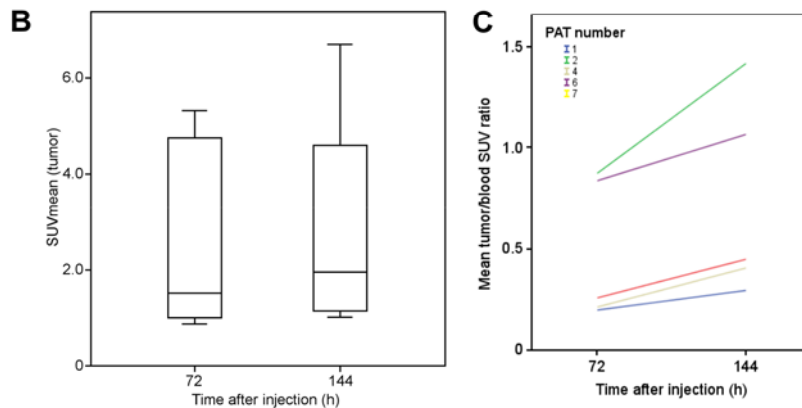 B
SUVmean (tumor)
6.0
4.0
2.0
0
72
144
Time after injection (h)
C
PAT number
1
2
4
6
7
Mean tumor/blood SUV ratio
1.5
1.0
0.5
0
72
144
Time after injection (h)